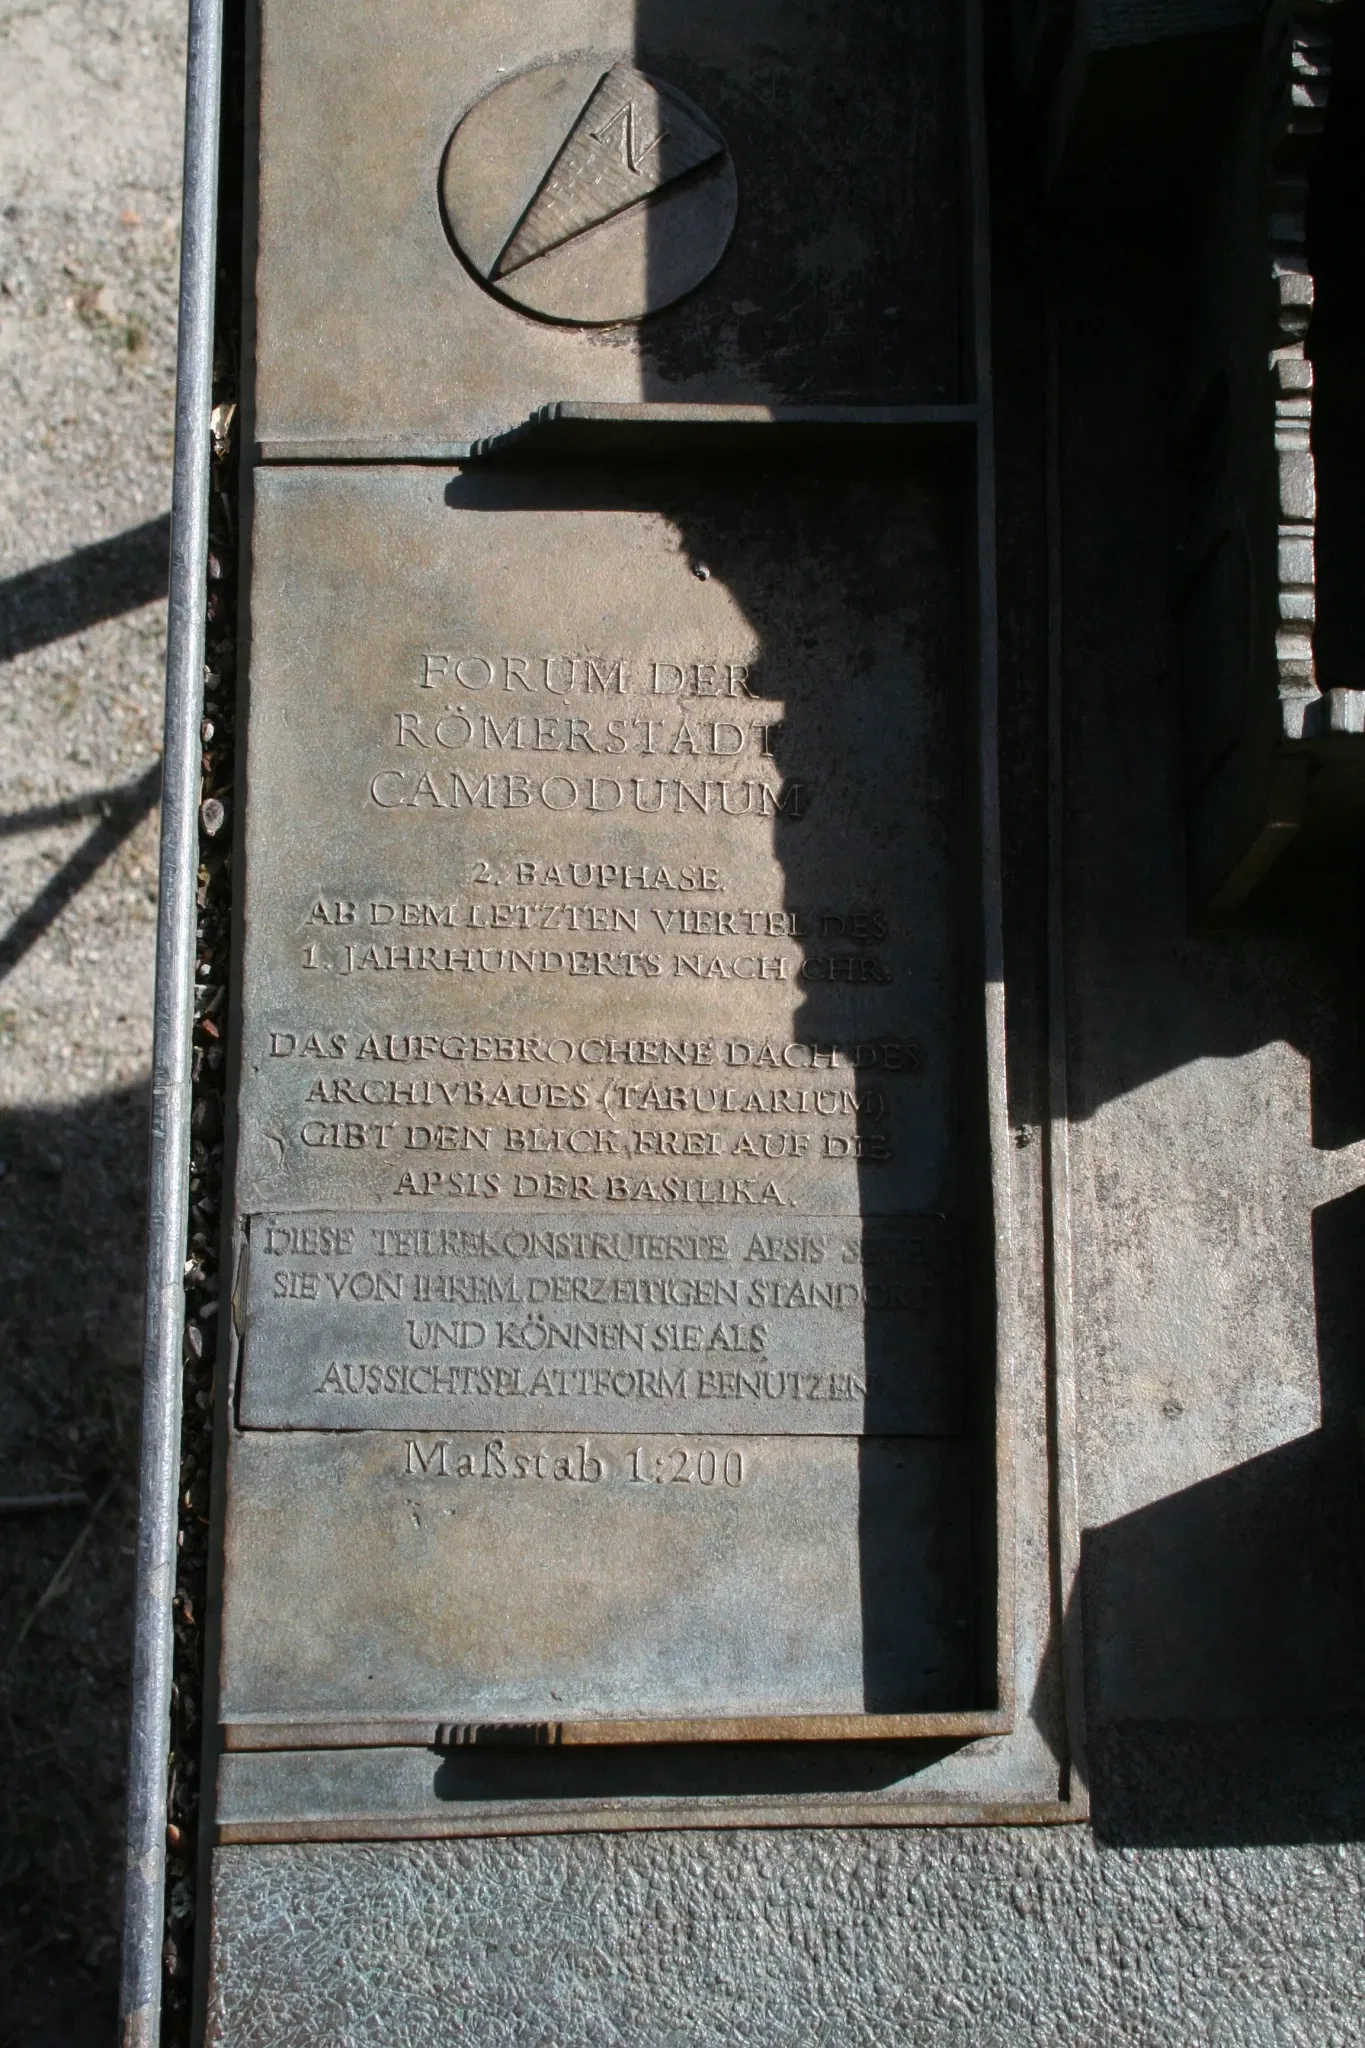 N
FORUM DER
RÖMERSTADT
CAMBODUNUM
2. BAUPHASE.
AB DEM LETZTEN VIERTEL DES
1. JAHRHUNDERTS NACH CHR.
DAS AUFGEBROCHENE DACH DES
ARCHIVBAUES (TABULARIUM)
GIBT DEN BLICK FREI AUF DIE
APSIS DER BASILIKA.
DIESE TEILREKONSTRUIERTE APSIS SEHEN
SIE VON IHREM DERZEITIGEN STANDORT
UND KÖNNEN SIE ALS
AUSSICHTSPLATTFORM BENUTZEN
Maßstab 1:200